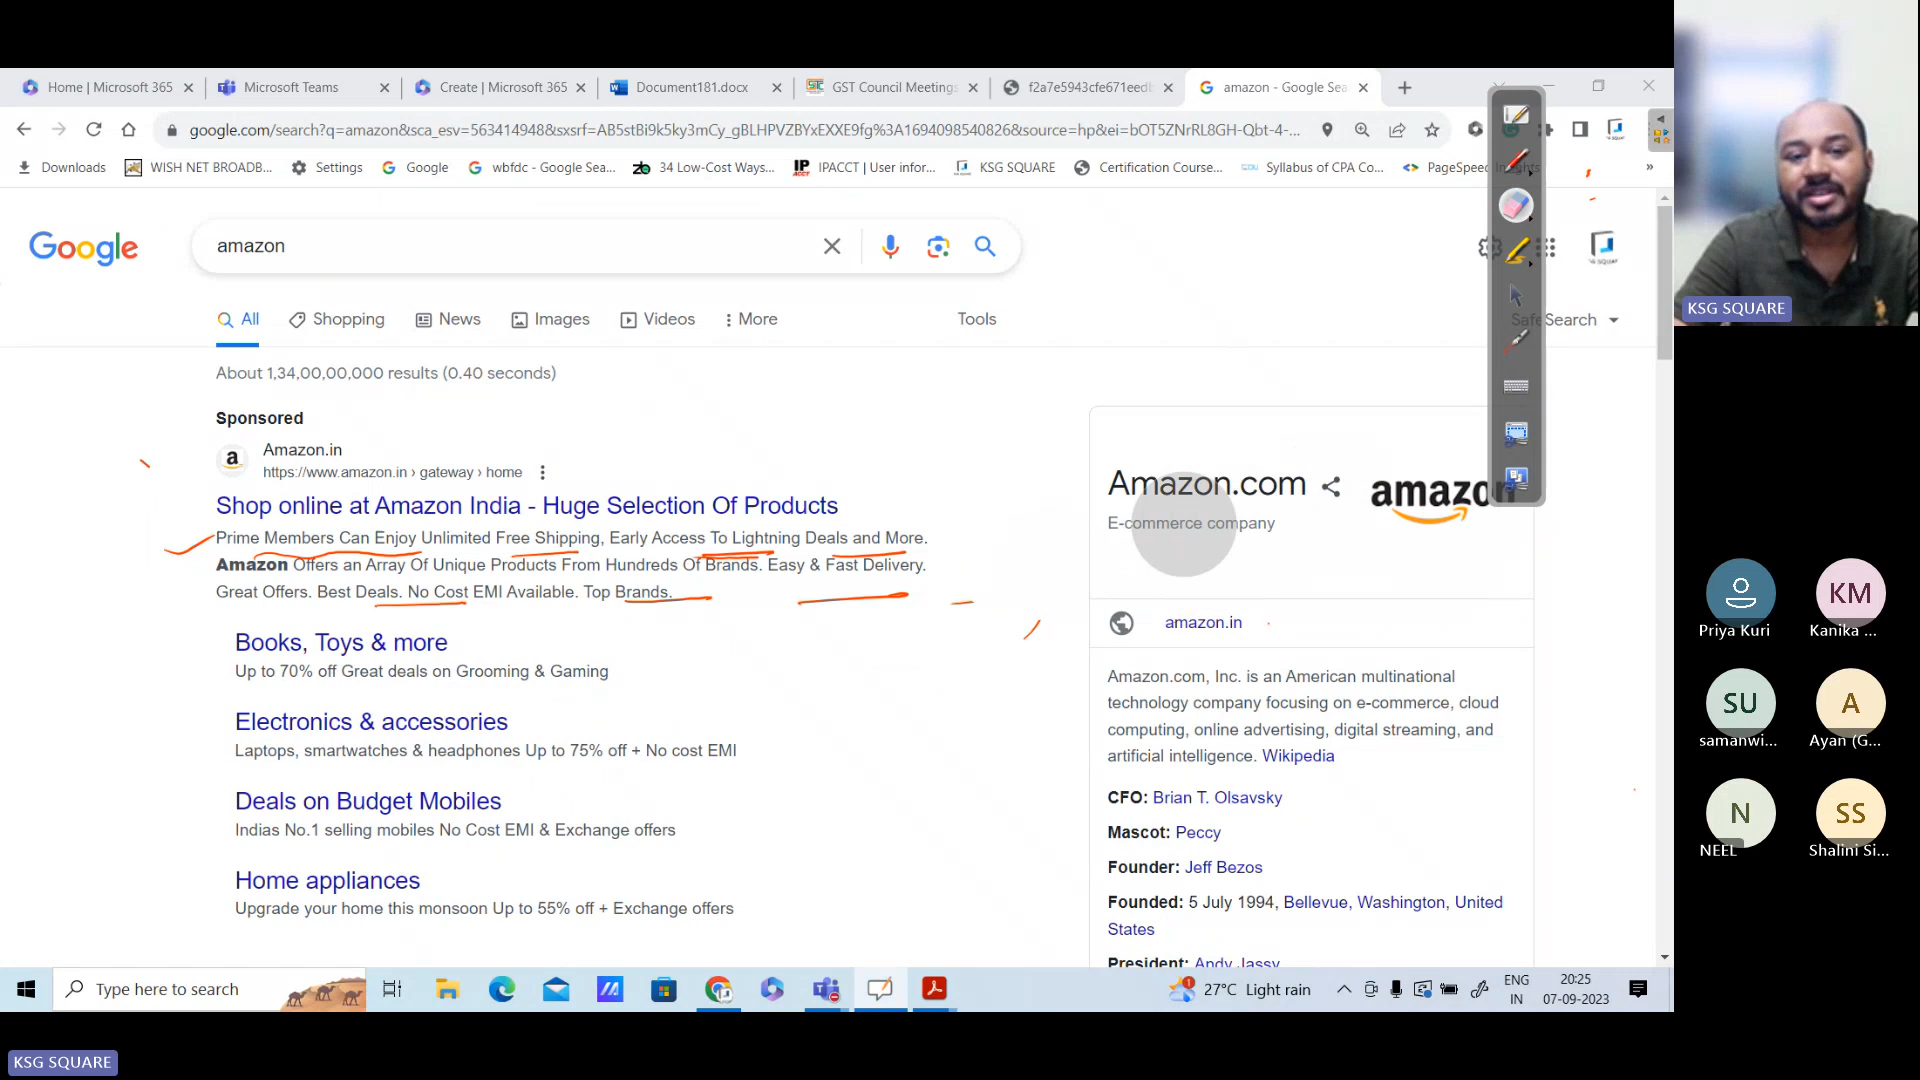 Home | Microsoft 365
Microsoft Teams
Create | Microsoft 365
Document181.docx
GST Council Meetings
f2a7e5943cfe671eedb
amazon - Google Sea
google.com/search?q=amazon&sca_esv=563414948&sxsrf=AB5stBi9k5ky3mCy_gBLHPVZBYxEXXE9fg%3A1694098540826&source=hp&ei=bOT5ZNrRL8GH-Qbt-4-...
Downloads
WISH NET BROADB...
Settings
Google
wbfdc - Google Sea...
34 Low-Cost Ways...
IPACCT | User infor...
KSG SQUARE
Certification Course...
Syllabus of CPA Co...
PageSpeed Insights
»
Google
amazon
All
Shopping
News
Images
Videos
More
Tools
SafeSearch
About 1,34,00,00,000 results (0.40 seconds)
Sponsored
Amazon.in
https://www.amazon.in › gateway › home
Shop online at Amazon India - Huge Selection Of Products
Prime Members Can Enjoy Unlimited Free Shipping, Early Access To Lightning Deals and More.
Amazon Offers an Array Of Unique Products From Hundreds Of Brands. Easy & Fast Delivery.
Great Offers. Best Deals. No Cost EMI Available. Top Brands.
Books, Toys & more
Up to 70% off Great deals on Grooming & Gaming
Electronics & accessories
Laptops, smartwatches & headphones Up to 75% off + No cost EMI
Deals on Budget Mobiles
Indias No.1 selling mobiles No Cost EMI & Exchange offers
Home appliances
Upgrade your home this monsoon Up to 55% off + Exchange offers
Amazon.com
E-commerce company
amazon
amazon.in
Amazon.com, Inc. is an American multinational
technology company focusing on e-commerce, cloud
computing, online advertising, digital streaming, and
artificial intelligence. Wikipedia
CFO: Brian T. Olsavsky
Mascot: Peccy
Founder: Jeff Bezos
Founded: 5 July 1994, Bellevue, Washington, United
States
President: Andy Jassy
Type here to search
27°C Light rain
ENG
IN
20:25
07-09-2023
KSG SQUARE
Priya Kuri
KM
Kanika ...
SU
samanwi...
A
Ayan (G...
N
NEEL
SS
Shalini Si...
KSG SQUARE